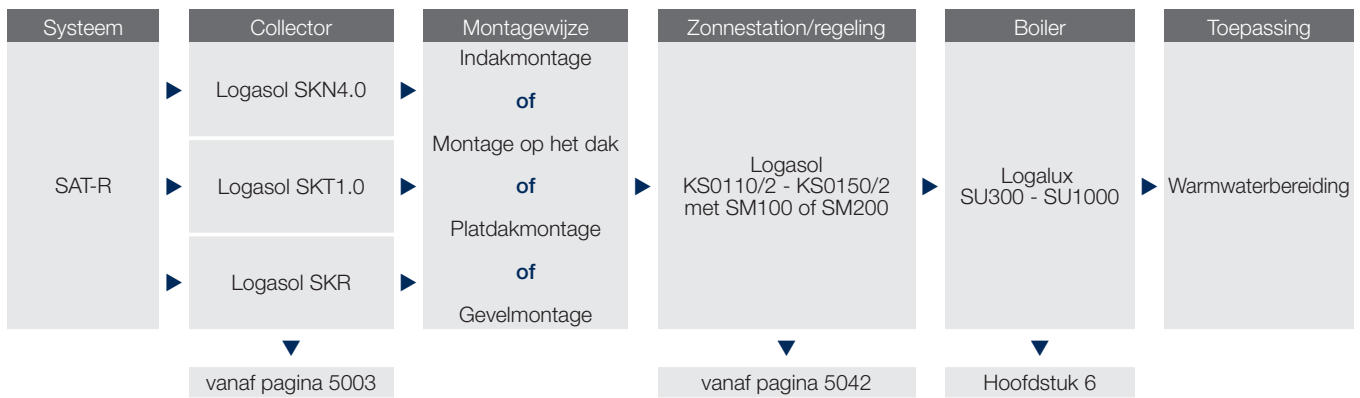 Systeem
Collector
Montagewijze
Zonnestation/regeling
Boiler
Toepassing
SAT-R
Logasol SKN4.0
Logasol SKT1.0
Logasol SKR
Indakmontage
of
Montage op het dak
of
Platdakmontage
of
Gevelmontage
Logasol
KS0110/2 - KS0150/2
met SM100 of SM200
Logalux
SU300 - SU1000
Warmwaterbereiding
vanaf pagina 5003
vanaf pagina 5042
Hoofdstuk 6